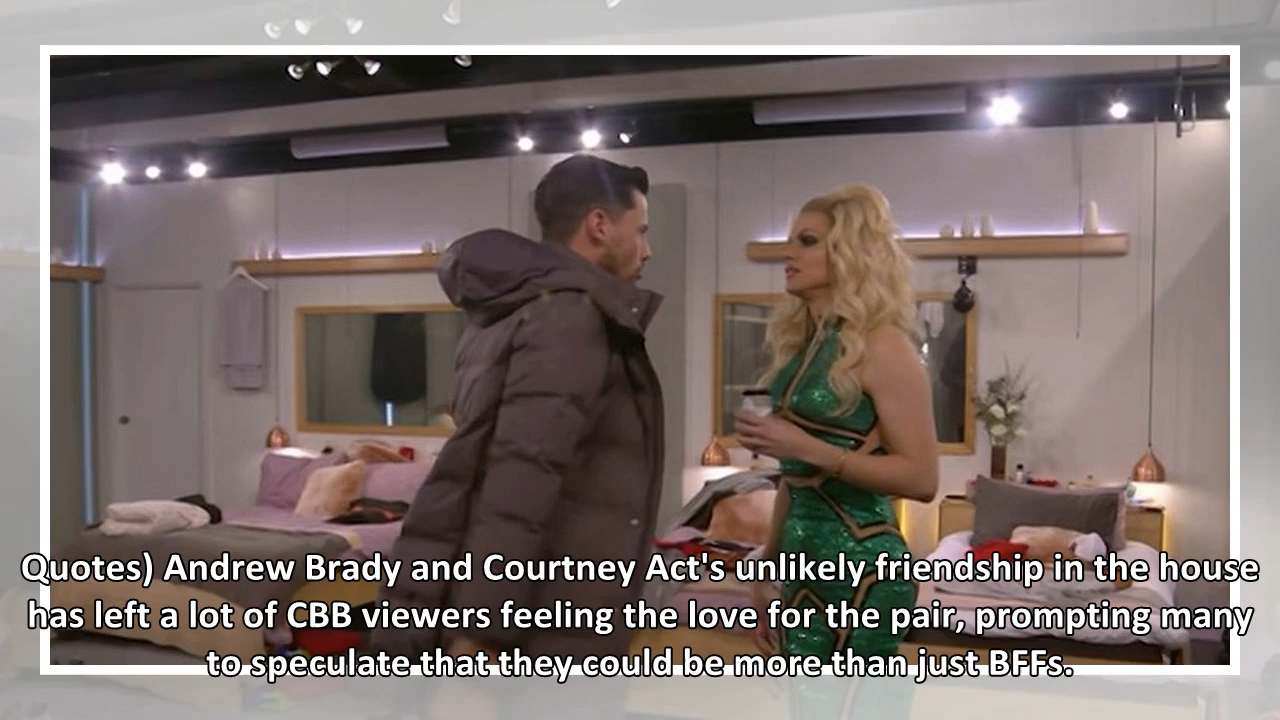 Quotes) Andrew Brady and Courtney Act's unlikely friendship in the house
has left a lot of CBB viewers feeling the love for the pair, prompting many
to speculate that they could be more than just BFFs.